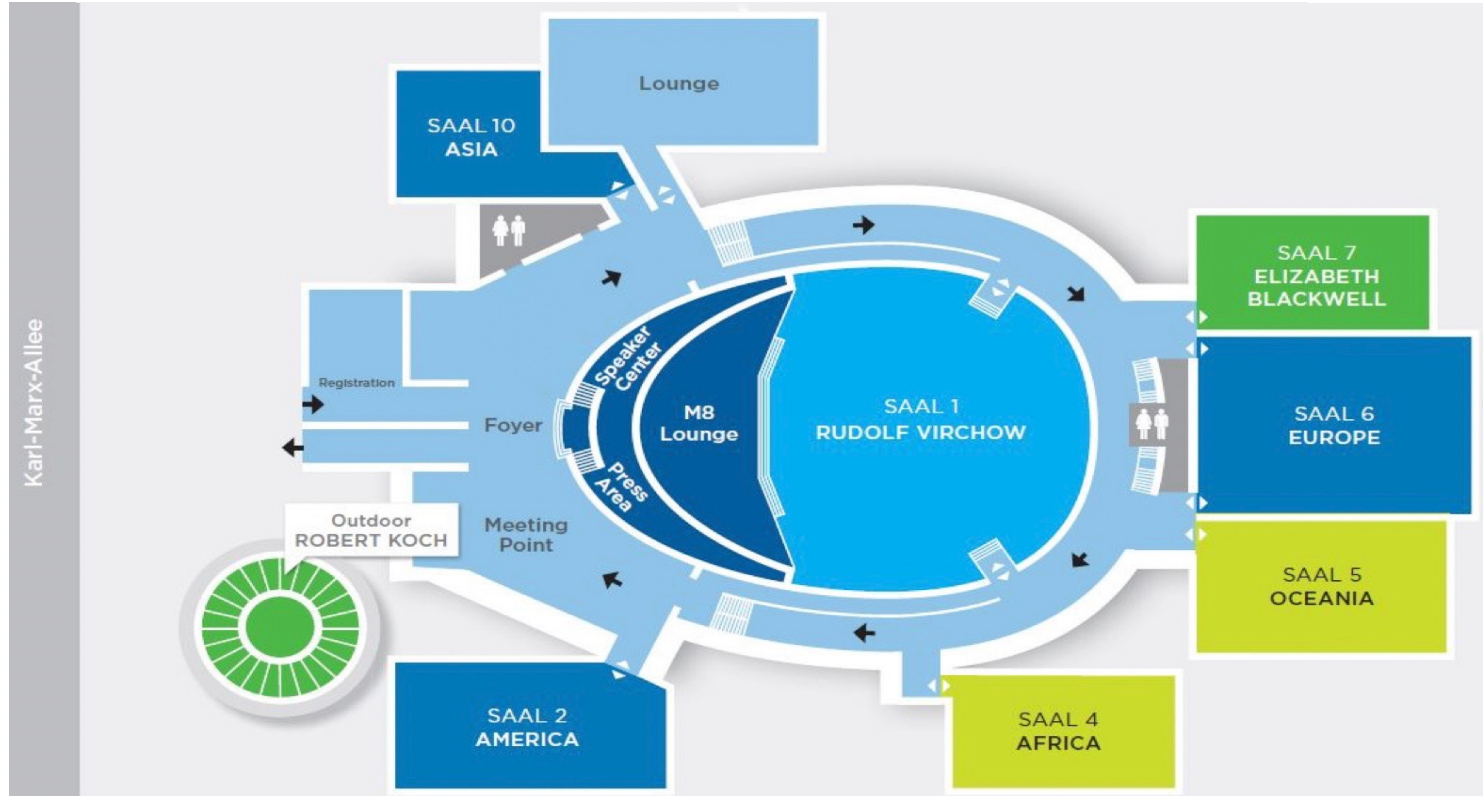 Karl-Marx-Allee
Lounge
SAAL 10
ASIA
SAAL 7
ELIZABETH
BLACKWELL
Registration
Foyer
Speaker
Center
M8
Lounge
SAAL 1
RUDOLF VIRCHOW
SAAL 6
EUROPE
Press
Area
Outdoor
ROBERT KOCH
Meeting
Point
SAAL 5
OCEANIA
SAAL 2
AMERICA
SAAL 4
AFRICA